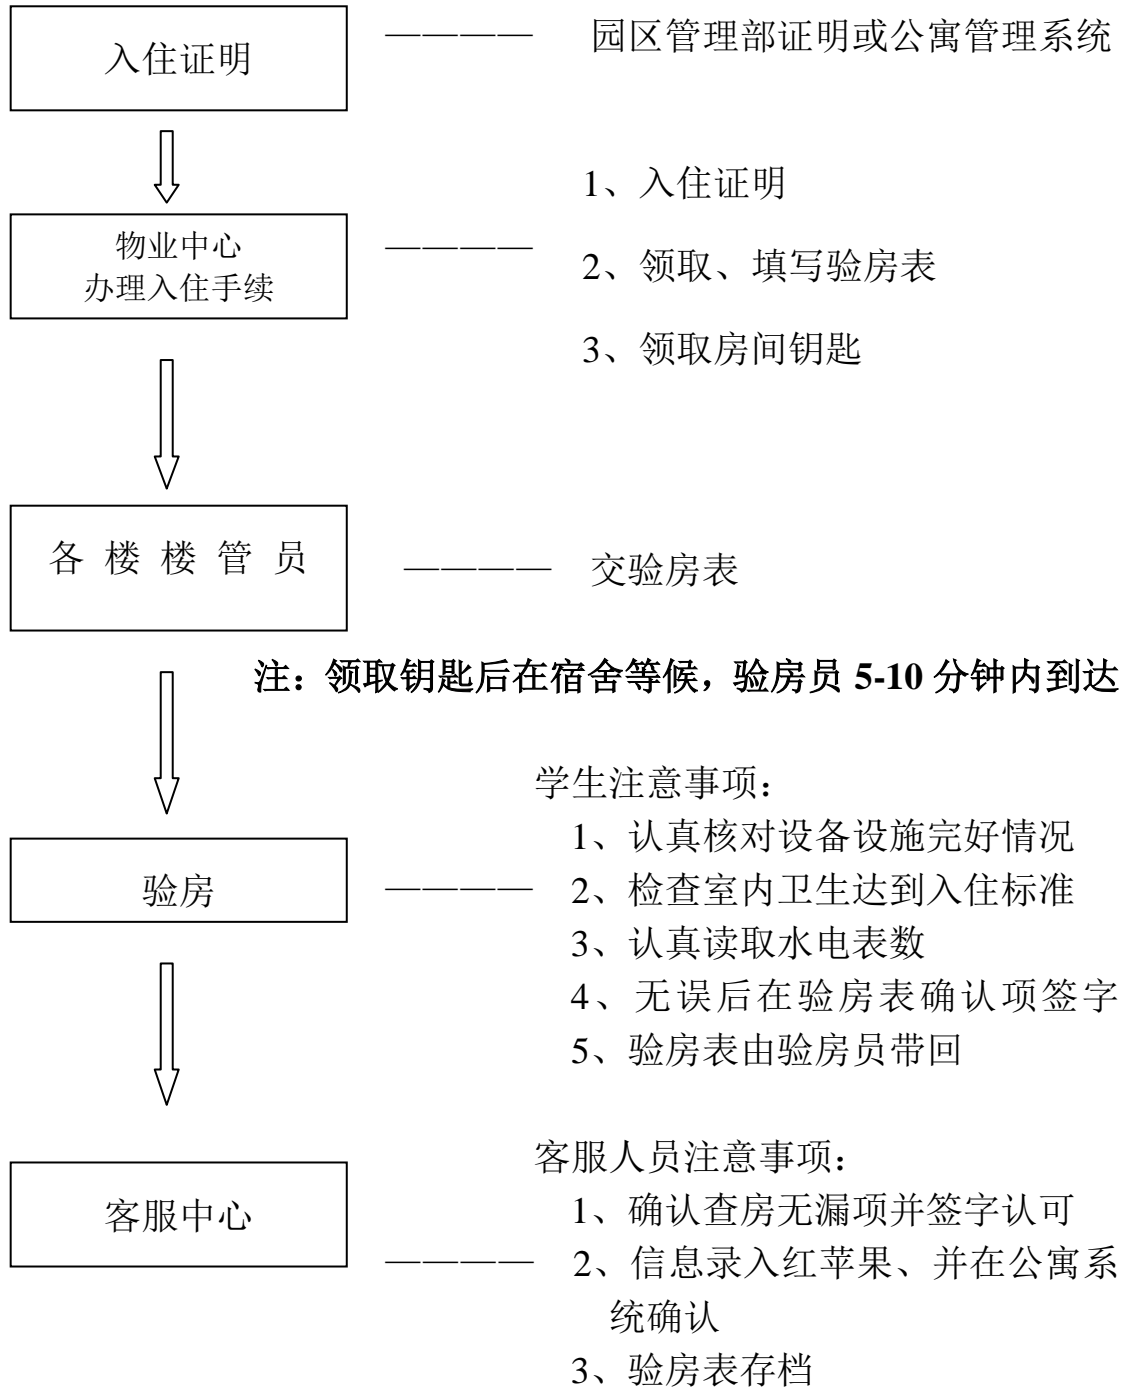 入住证明
———— 园区管理部证明或公寓管理系统
物业中心
办理入住手续
————
1、入住证明
2、领取、填写验房表
3、领取房间钥匙
各 楼 楼 管 员
———— 交验房表
注：领取钥匙后在宿舍等候，验房员 5-10 分钟内到达
验房
————
学生注意事项：
1、认真核对设备设施完好情况
2、检查室内卫生达到入住标准
3、认真读取水电表数
4、无误后在验房表确认项签字
5、验房表由验房员带回
客服中心
————
客服人员注意事项：
1、确认查房无漏项并签字认可
2、信息录入红苹果、并在公寓系
统确认
3、验房表存档